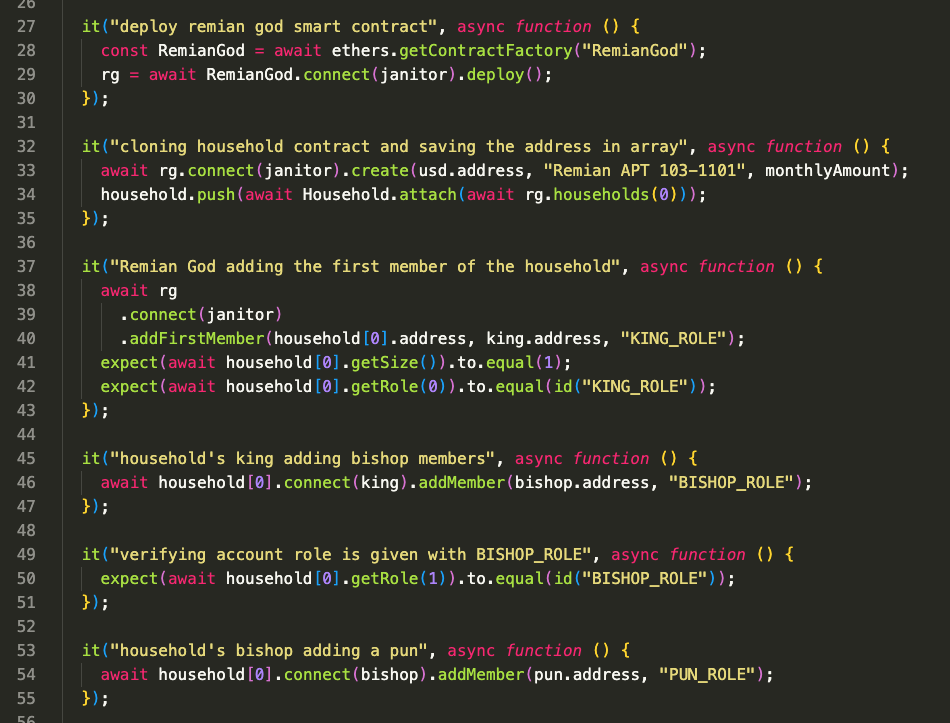 26
27 it("deploy remian god smart contract", async function () {
28 const RemianGod = await ethers.getContractFactory("RemianGod");
29 rg = await RemianGod.connect(janitor).deploy();
30 });
31
32 it("cloning household contract and saving the address in array", async function () {
33 await rg.connect(janitor).create(usd.address, "Remian APT 103-1101", monthlyAmount);
34 household.push(await Household.attach(await rg.households(0)));
35 });
36
37 it("Remian God adding the first member of the household", async function () {
38 await rg
39 .connect(janitor)
40 .addFirstMember(household[0].address, king.address, "KING_ROLE");
41 expect(await household[0].getSize()).to.equal(1);
42 expect(await household[0].getRole(0)).to.equal(id("KING_ROLE"));
43 });
44
45 it("household's king adding bishop members", async function () {
46 await household[0].connect(king).addMember(bishop.address, "BISHOP_ROLE");
47 });
48
49 it("verifying account role is given with BISHOP_ROLE", async function () {
50 expect(await household[0].getRole(1)).to.equal(id("BISHOP_ROLE"));
51 });
52
53 it("household's bishop adding a pun", async function () {
54 await household[0].connect(bishop).addMember(pun.address, "PUN_ROLE");
55 });
56